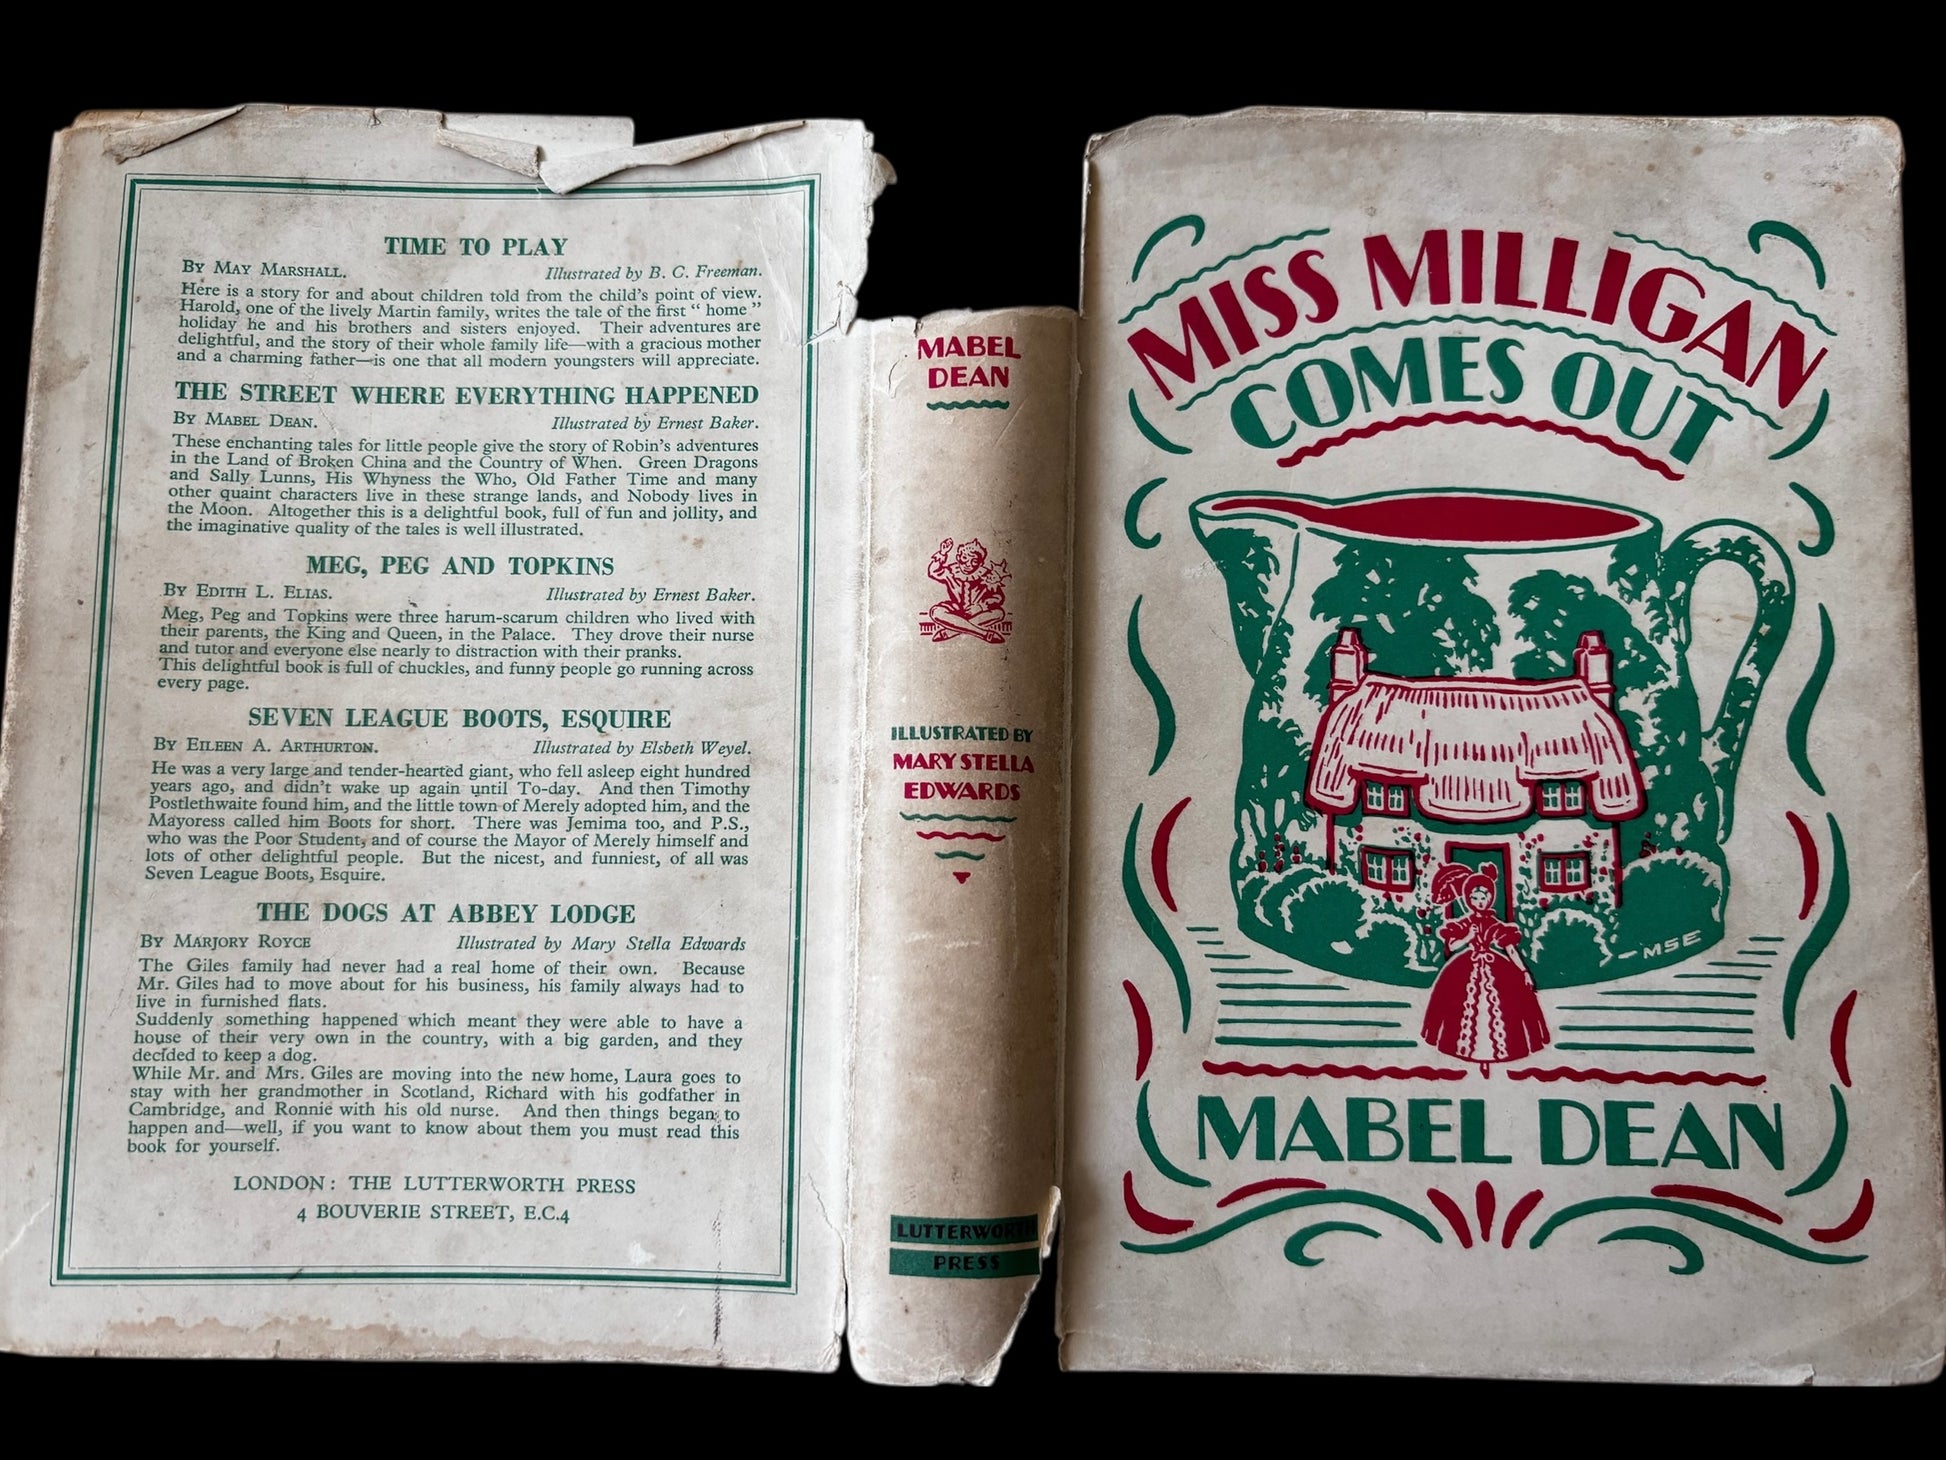 TIME TO PLAY
By May Marshall. Illustrated by B. C. Freeman.
Here is a story for and about children told from the child's point of view.
Harold, one of the lively Martin family, writes the tale of the first “ home ”
holiday he and his brothers and sisters enjoyed. Their adventures are
delightful, and the story of their whole family life—with a gracious mother
and a charming father—is one that all modern youngsters will appreciate.
THE STREET WHERE EVERYTHING HAPPENED
By Mabel Dean. Illustrated by Ernest Baker.
These enchanting tales for little people give the story of Robin's adventures
in the Land of Broken China and the Country of When. Green Dragons
and Sally Lunns, His Whyness the Who, Old Father Time and many
other quaint characters live in these strange lands, and Nobody lives in
the Moon. Altogether this is a delightful book, full of fun and jollity, and
the imaginative quality of the tales is well illustrated.
MEG, PEG AND TOPKINS
By Edith L. Elias. Illustrated by Ernest Baker.
Meg, Peg and Topkins were three harum-scarum children who lived with
their parents, the King and Queen, in the Palace. They drove their nurse
and tutor and everyone else nearly to distraction with their pranks.
This delightful book is full of chuckles, and funny people go running across
every page.
SEVEN LEAGUE BOOTS, ESQUIRE
By Eileen A. Arthurton. Illustrated by Elsbeth Weyel.
He was a very large and tender-hearted giant, who fell asleep eight hundred
years ago, and didn't wake up again until To-day. And then Timothy
Postlethwaite found him, and the little town of Merely adopted him, and the
Mayoress called him Boots for short. There was Jemima too, and P.S.,
who was the Poor Student, and of course the Mayor of Merely himself and
lots of other delightful people. But the nicest, and funniest, of all was
Seven League Boots, Esquire.
THE DOGS AT ABBEY LODGE
By Marjory Royce Illustrated by Mary Stella Edwards
The Giles family had never had a real home of their own. Because
Mr. Giles had to move about for his business, his family always had to
live in furnished flats.
Suddenly something happened which meant they were able to have a
house of their very own in the country, with a big garden, and they
decided to keep a dog.
While Mr. and Mrs. Giles are moving into the new home, Laura goes to
stay with her grandmother in Scotland, Richard with his godfather in
Cambridge, and Ronnie with his old nurse. And then things began to
happen and—well, if you want to know about them you must read this
book for yourself.
LONDON: THE LUTTERWORTH PRESS
4 BOUVERIE STREET, E.C.4
MABEL
DEAN
ILLUSTRATED BY
MARY STELLA
EDWARDS
LUTTERWORTH
PRESS
MISS MILLIGAN
COMES OUT
MSE
MABEL DEAN